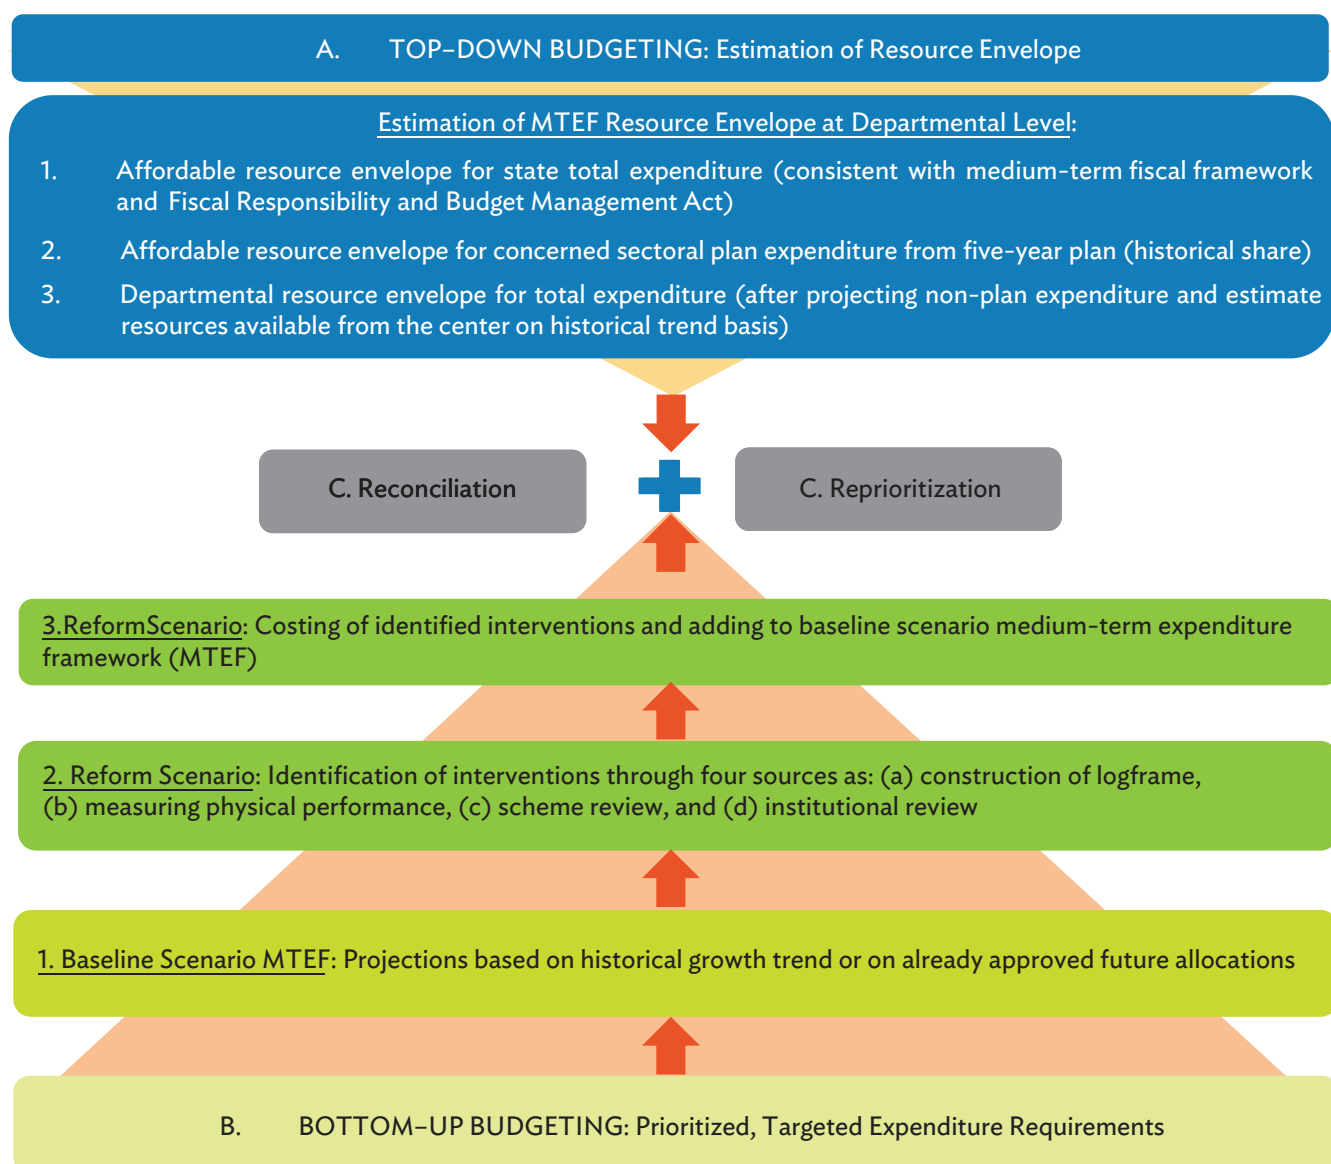 A. TOP–DOWN BUDGETING: Estimation of Resource Envelope
Estimation of MTEF Resource Envelope at Departmental Level:
1. Affordable resource envelope for state total expenditure (consistent with medium-term fiscal framework
and Fiscal Responsibility and Budget Management Act)
2. Affordable resource envelope for concerned sectoral plan expenditure from five-year plan (historical share)
3. Departmental resource envelope for total expenditure (after projecting non-plan expenditure and estimate
resources available from the center on historical trend basis)
C. Reconciliation
C. Reprioritization
3.ReformScenario: Costing of identified interventions and adding to baseline scenario medium-term expenditure
framework (MTEF)
2. Reform Scenario: Identification of interventions through four sources as: (a) construction of logframe,
(b) measuring physical performance, (c) scheme review, and (d) institutional review
1. Baseline Scenario MTEF: Projections based on historical growth trend or on already approved future allocations
B. BOTTOM–UP BUDGETING: Prioritized, Targeted Expenditure Requirements